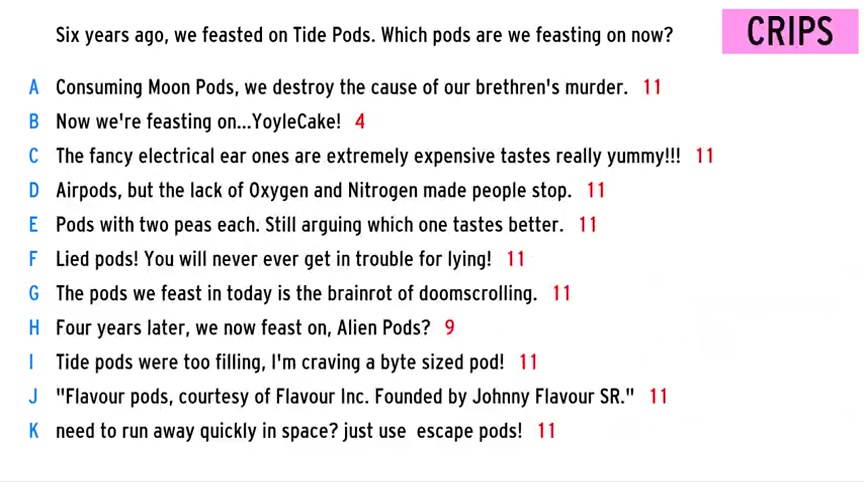 Six years ago, we feasted on Tide Pods. Which pods are we feasting on now?
CRIPS
A Consuming Moon Pods, we destroy the cause of our brethren's murder. 11
B Now we're feasting on...YoyleCake! 4
C The fancy electrical ear ones are extremely expensive tastes really yummy!!! 11
D Airpods, but the lack of Oxygen and Nitrogen made people stop. 11
E Pods with two peas each. Still arguing which one tastes better. 11
F Lied pods! You will never ever get in trouble for lying! 11
G The pods we feast in today is the brainrot of doomscrolling. 11
H Four years later, we now feast on, Alien Pods? 9
I Tide pods were too filling, I'm craving a byte sized pod! 11
J "Flavour pods, courtesy of Flavour Inc. Founded by Johnny Flavour SR." 11
K need to run away quickly in space? just use escape pods! 11